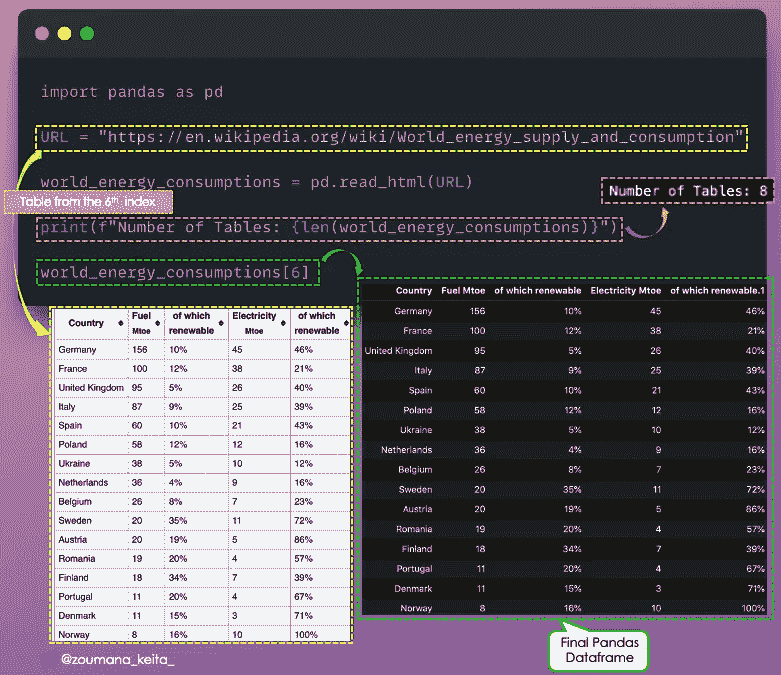 import pandas as pd
URL = "https://en.wikipedia.org/wiki/World_energy_supply_and_consumption"
world_energy_consumptions = pd.read_html(URL)
Number of Tables: 8
Table from the 6th index
print(f"Number of Tables: {len(world_energy_consumptions)}")
world_energy_consumptions[6]
Country Fuel Mtoe of which renewable Electricity Mtoe of which renewable
Germany 156 10% 45 46%
France 100 12% 38 21%
United Kingdom 95 5% 26 40%
Italy 87 9% 25 39%
Spain 60 10% 21 43%
Poland 58 12% 12 16%
Ukraine 38 5% 10 12%
Netherlands 36 4% 9 16%
Belgium 26 8% 7 23%
Sweden 20 35% 11 72%
Austria 20 19% 5 86%
Romania 19 20% 4 57%
Finland 18 34% 7 39%
Portugal 11 20% 4 67%
Denmark 11 15% 3 71%
Norway 8 16% 10 100%
Country Fuel Mtoe of which renewable Electricity Mtoe of which renewable.1
Germany 156 10% 45 46%
France 100 12% 38 21%
United Kingdom 95 5% 26 40%
Italy 87 9% 25 39%
Spain 60 10% 21 43%
Poland 58 12% 12 16%
Ukraine 38 5% 10 12%
Netherlands 36 4% 9 16%
Belgium 26 8% 7 23%
Sweden 20 35% 11 72%
Austria 20 19% 5 86%
Romania 19 20% 4 57%
Finland 18 34% 7 39%
Portugal 11 20% 4 67%
Denmark 11 15% 3 71%
Norway 8 16% 10 100%
Final Pandas
Dataframe
@zoumana_keita_